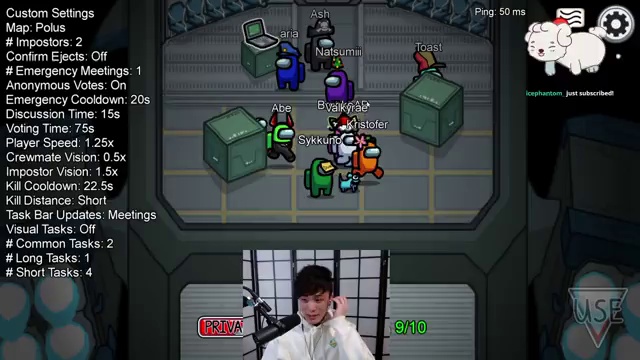 Custom Settings
Map: Polus
# Impostors: 2
Confirm Ejects: Off
# Emergency Meetings: 1
Anonymous Votes: On
Emergency Cooldown: 20s
Discussion Time: 15s
Voting Time: 75s
Player Speed: 1.25x
Crewmate Vision: 0.5x
Impostor Vision: 1.5x
Kill Cooldown: 22.5s
Kill Distance: Short
Task Bar Updates: Meetings
Visual Tasks: Off
# Common Tasks: 2
# Long Tasks: 1
# Short Tasks: 4
Ping: 50 ms
Ash
aria
Natsumiii
Toast
Abe
Valkyrae
Kristofer
Sykkuno
icephantom_ just subscribed!
PRIVA
9/10
USE